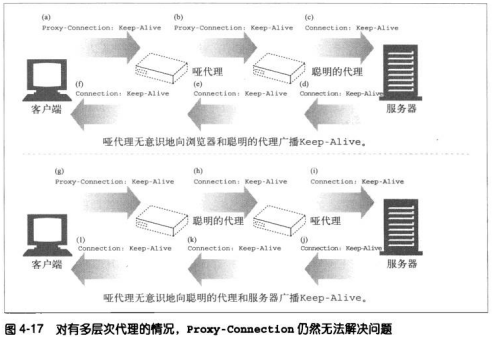 (a) (b) (c)
Proxy-Connection: Keep-Alive Proxy-Connection: Keep-Alive Connection: Keep-Alive
哑代理 聪明的代理
(f) (e) (d)
Connection: Keep-Alive Connection: Keep-Alive Connection: Keep-Alive
客户端 服务器
哑代理无意识地向浏览器和聪明的代理广播Keep-Alive。
(g) (h) (i)
Proxy-Connection: Keep-Alive Connection: Keep-Alive Connection: Keep-Alive
聪明的代理 哑代理
(l) (k) (j)
Connection: Keep-Alive Connection: Keep-Alive Connection: Keep-Alive
客户端 服务器
哑代理无意识地向聪明的代理和服务器广播Keep-Alive。
图 4-17 对有多层次代理的情况，Proxy-Connection 仍然无法解决问题